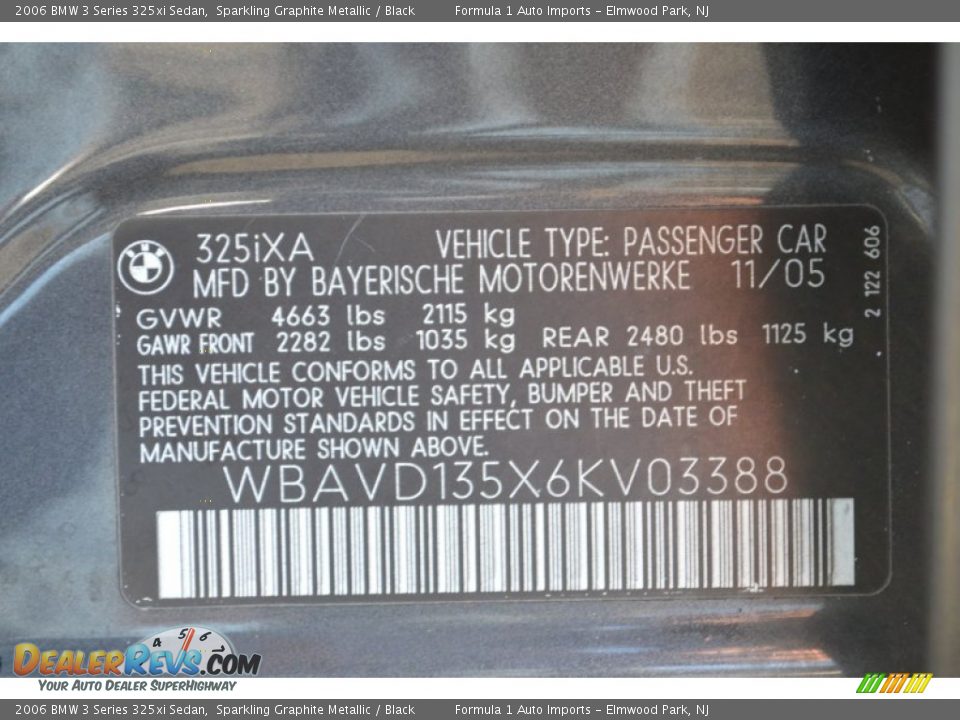 2006 BMW 3 Series 325xi Sedan, Sparkling Graphite Metallic / Black Formula 1 Auto Imports - Elmwood Park, NJ
325iXA VEHICLE TYPE: PASSENGER CAR
MFD BY BAYERISCHE MOTORENWERKE 11/05
2 122 606
GVWR 4663 lbs 2115 kg
GAWR FRONT 2282 lbs 1035 kg REAR 2480 lbs 1125 kg
THIS VEHICLE CONFORMS TO ALL APPLICABLE U.S.
FEDERAL MOTOR VEHICLE SAFETY, BUMPER AND THEFT
PREVENTION STANDARDS IN EFFECT ON THE DATE OF
MANUFACTURE SHOWN ABOVE.
WBAVD135X6KV03388
4 5 6
DEALERREVS.COM
YOUR AUTO DEALER SUPERHIGHWAY
2006 BMW 3 Series 325xi Sedan, Sparkling Graphite Metallic / Black Formula 1 Auto Imports - Elmwood Park, NJ